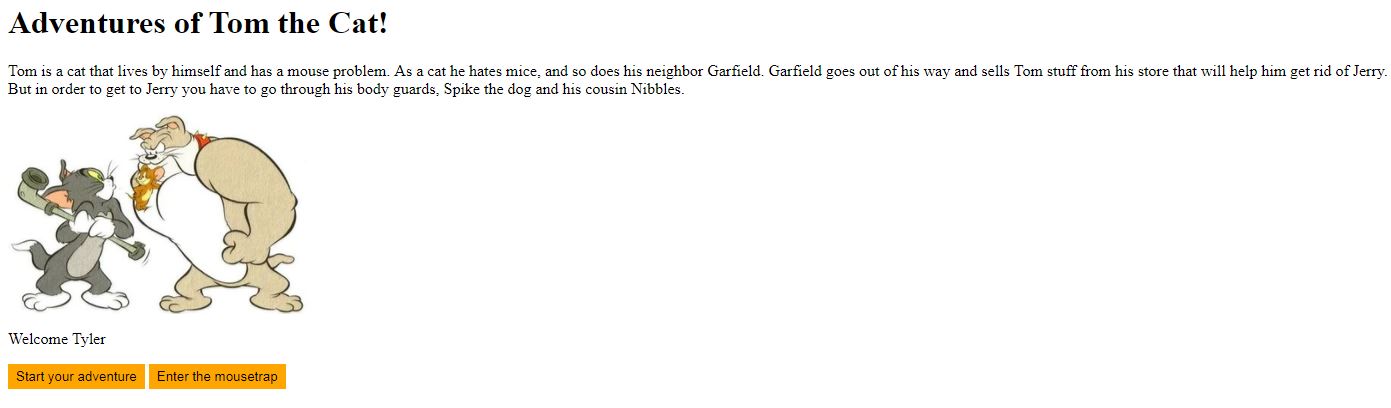 Adventures of Tom the Cat!
Tom is a cat that lives by himself and has a mouse problem. As a cat he hates mice, and so does his neighbor Garfield. Garfield goes out of his way and sells Tom stuff from his store that will help him get rid of Jerry.
But in order to get to Jerry you have to go through his body guards, Spike the dog and his cousin Nibbles.
Welcome Tyler
Start your adventure Enter the mousetrap